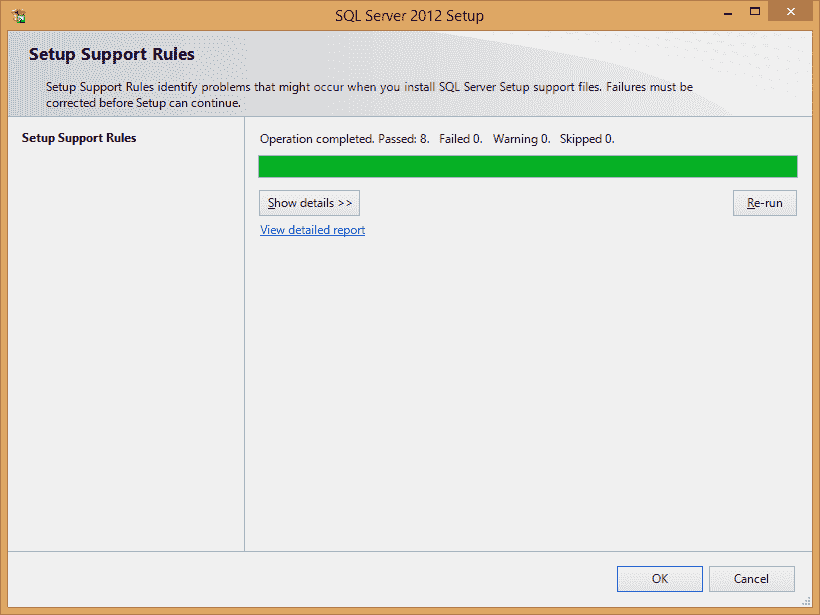 SQL Server 2012 Setup
Setup Support Rules
Setup Support Rules identify problems that might occur when you install SQL Server Setup support files. Failures must be
corrected before Setup can continue.
Setup Support Rules
Operation completed. Passed: 8. Failed 0. Warning 0. Skipped 0.
Show details >>
Re-run
View detailed report
OK
Cancel